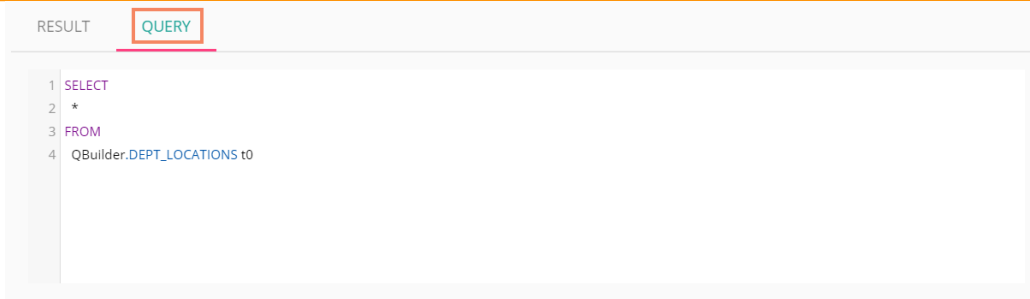 RESULT QUERY
1 SELECT
2 *
3 FROM
4 QBuilder.DEPT_LOCATIONS t0